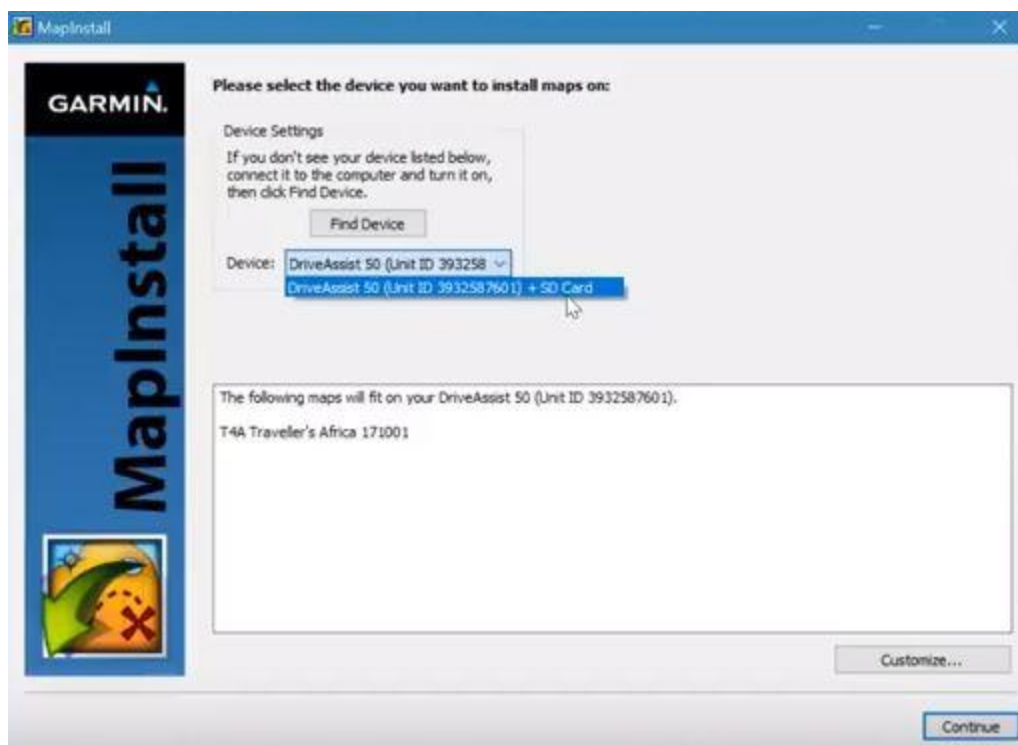 MapInstall
GARMIN.
MapInstall
Please select the device you want to install maps on:
Device Settings
If you don't see your device listed below,
connect it to the computer and turn it on,
then click Find Device.
Find Device
Device: DriveAssist 50 (Unit ID 393258
DriveAssist 50 (Unit ID 3932587601) + SD Card
The following maps will fit on your DriveAssist 50 (Unit ID 3932587601).
T4A Traveller's Africa 171001
Customize...
Continue